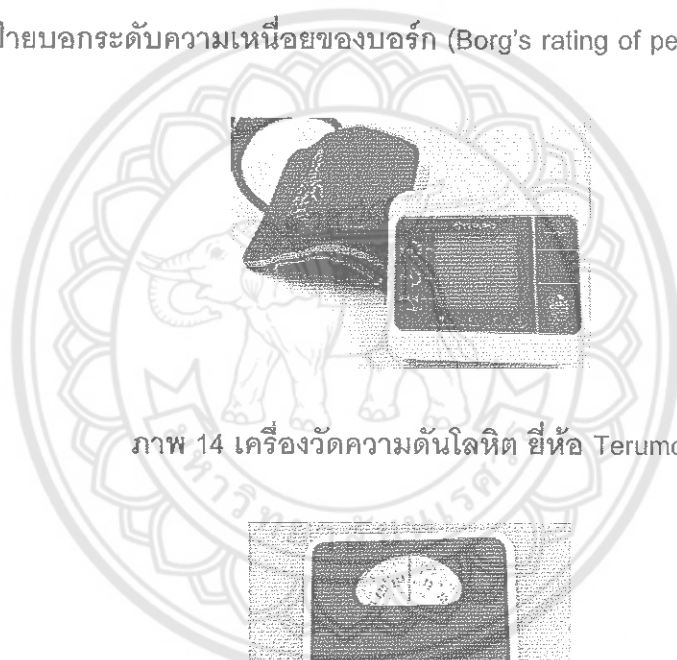 ป้ายบอกระดับความเหนื่อยของบอร์ก (Borg's rating of pe
ภาพ 14 เครื่องวัดความดันโลหิต ยี่ห้อ Terumo